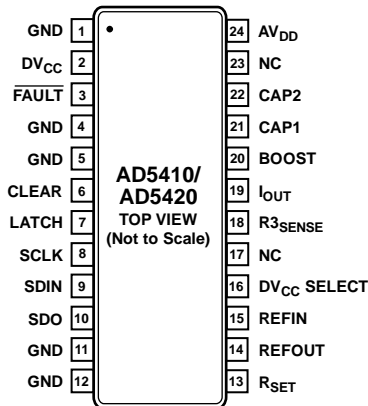 GND 1
DVCC 2
FAULT 3
GND 4
GND 5
CLEAR 6
LATCH 7
SCLK 8
SDIN 9
SDO 10
GND 11
GND 12
AD5410/
AD5420
TOP VIEW
(Not to Scale)
24 AVDD
23 NC
22 CAP2
21 CAP1
20 BOOST
19 IOUT
18 R3SENSE
17 NC
16 DVCC SELECT
15 REFIN
14 REFOUT
13 RSET